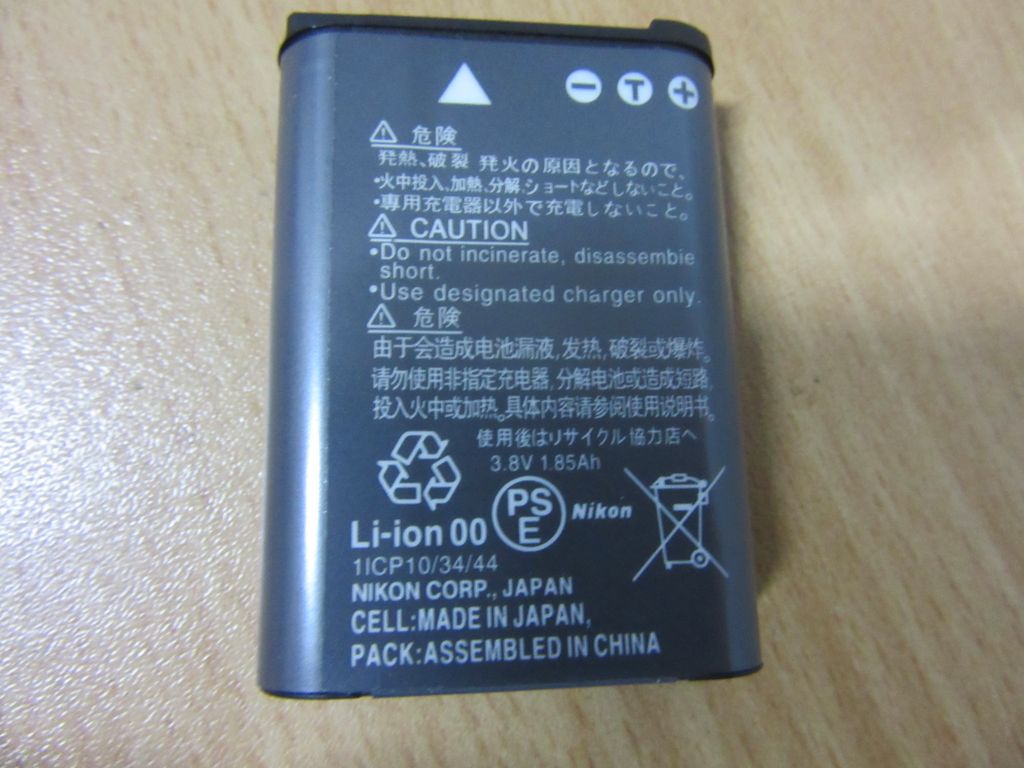 − T +
⚠ 危険
発熱、破裂 発火の原因となるので、
•火中投入、加熱、分解、ショートなどしないこと。
•専用充電器以外で充電しないこと。
⚠ CAUTION
•Do not incinerate, disassemble
short.
•Use designated charger only.
⚠ 危険
由于会造成电池漏液,发热,破裂或爆炸。
请勿使用非指定充电器,分解电池或造成短路,
投入火中或加热。具体内容请参阅使用说明书。
使用後はリサイクル協力店へ
3.8V 1.85Ah
Li-ion 00 PSE Nikon
1ICP10/34/44
NIKON CORP., JAPAN
CELL:MADE IN JAPAN,
PACK:ASSEMBLED IN CHINA